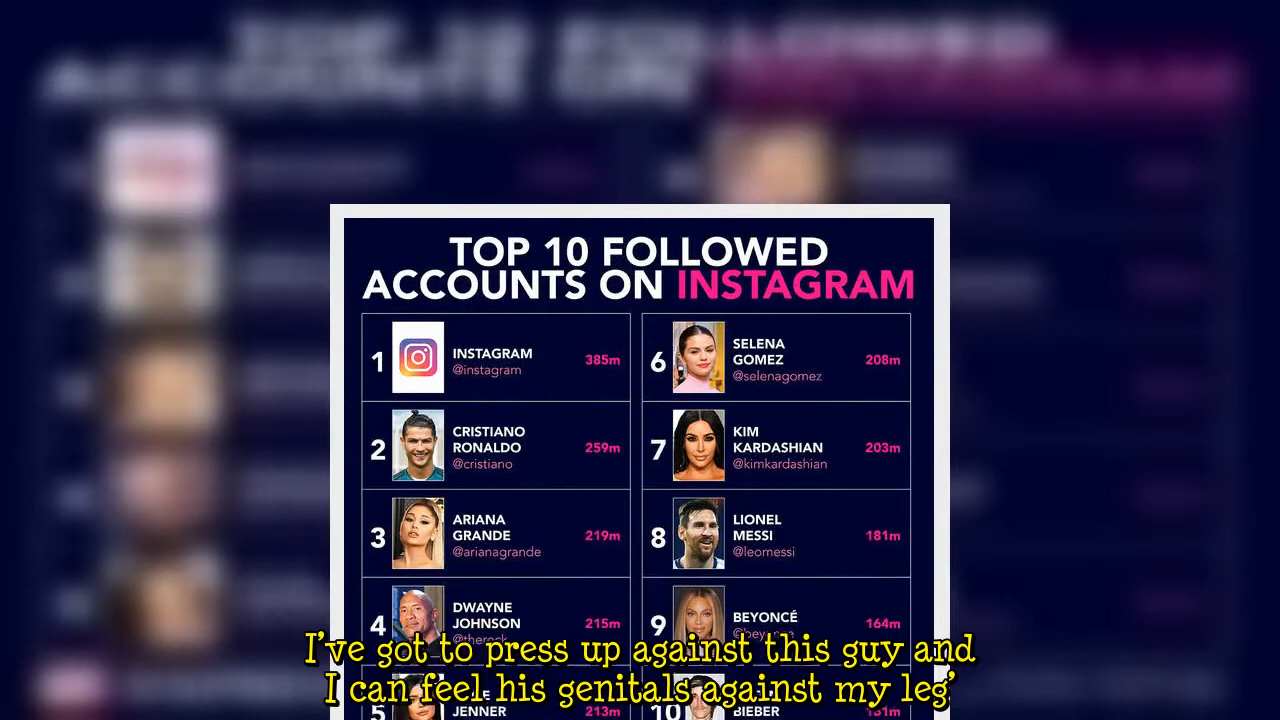 TOP 10 FOLLOWED
ACCOUNTS ON INSTAGRAM
1
INSTAGRAM
@instagram
385m
2
CRISTIANO
RONALDO
@cristiano
259m
3
ARIANA
GRANDE
@arianagrande
219m
4
DWAYNE
JOHNSON
@therock
215m
5
JENNER
213m
6
SELENA
GOMEZ
@selenagomez
208m
7
KIM
KARDASHIAN
@kimkardashian
203m
8
LIONEL
MESSI
@leomessi
181m
9
BEYONCÉ
164m
10
BIEBER
I've got to press up against this guy and
I can feel his genitals against my leg'